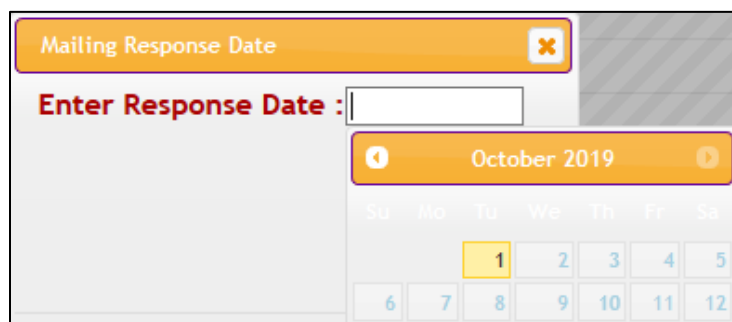 Mailing Response Date
Enter Response Date :
October 2019
Su Mo Tu We Th Fr Sa
1 2 3 4 5
6 7 8 9 10 11 12